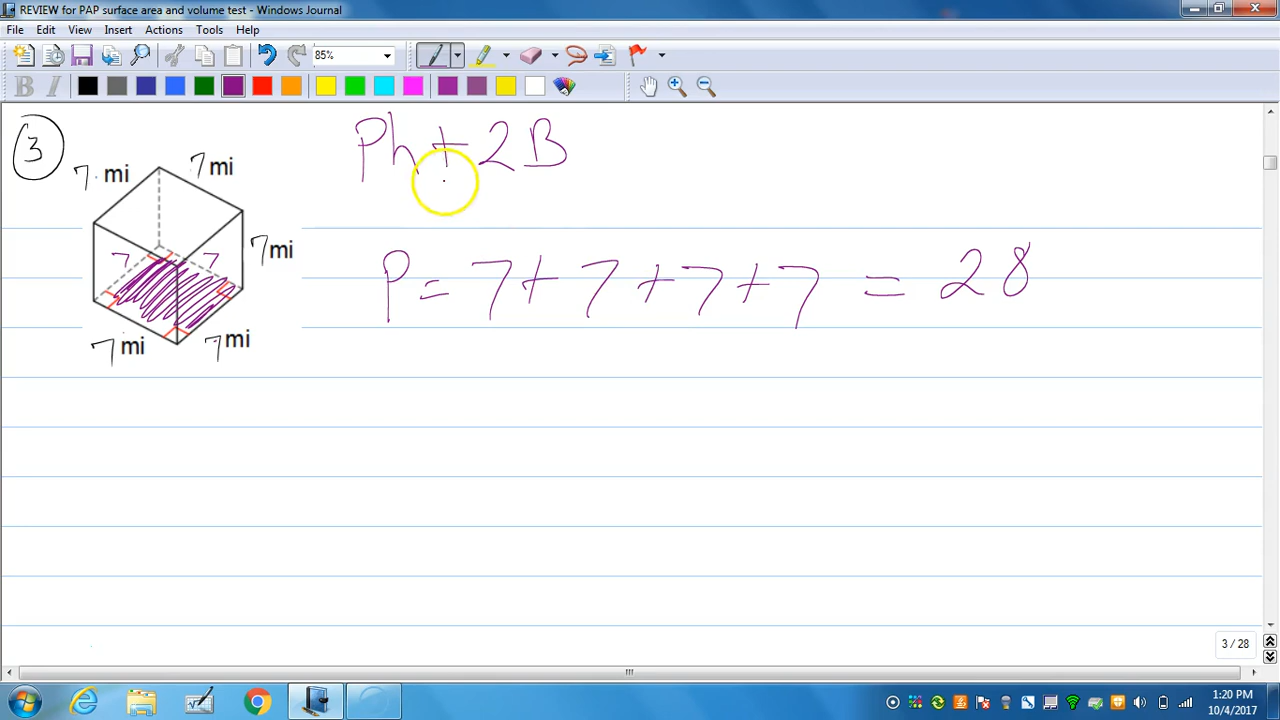 REVIEW for PAP surface area and volume test - Windows Journal
File Edit View Insert Actions Tools Help
85%
B I
3
7 mi 7 mi
Ph + 2B
7 7 7 mi
P = 7 + 7 + 7 + 7 = 28
7 mi 7 mi
3 / 28
1:20 PM
10/4/2017